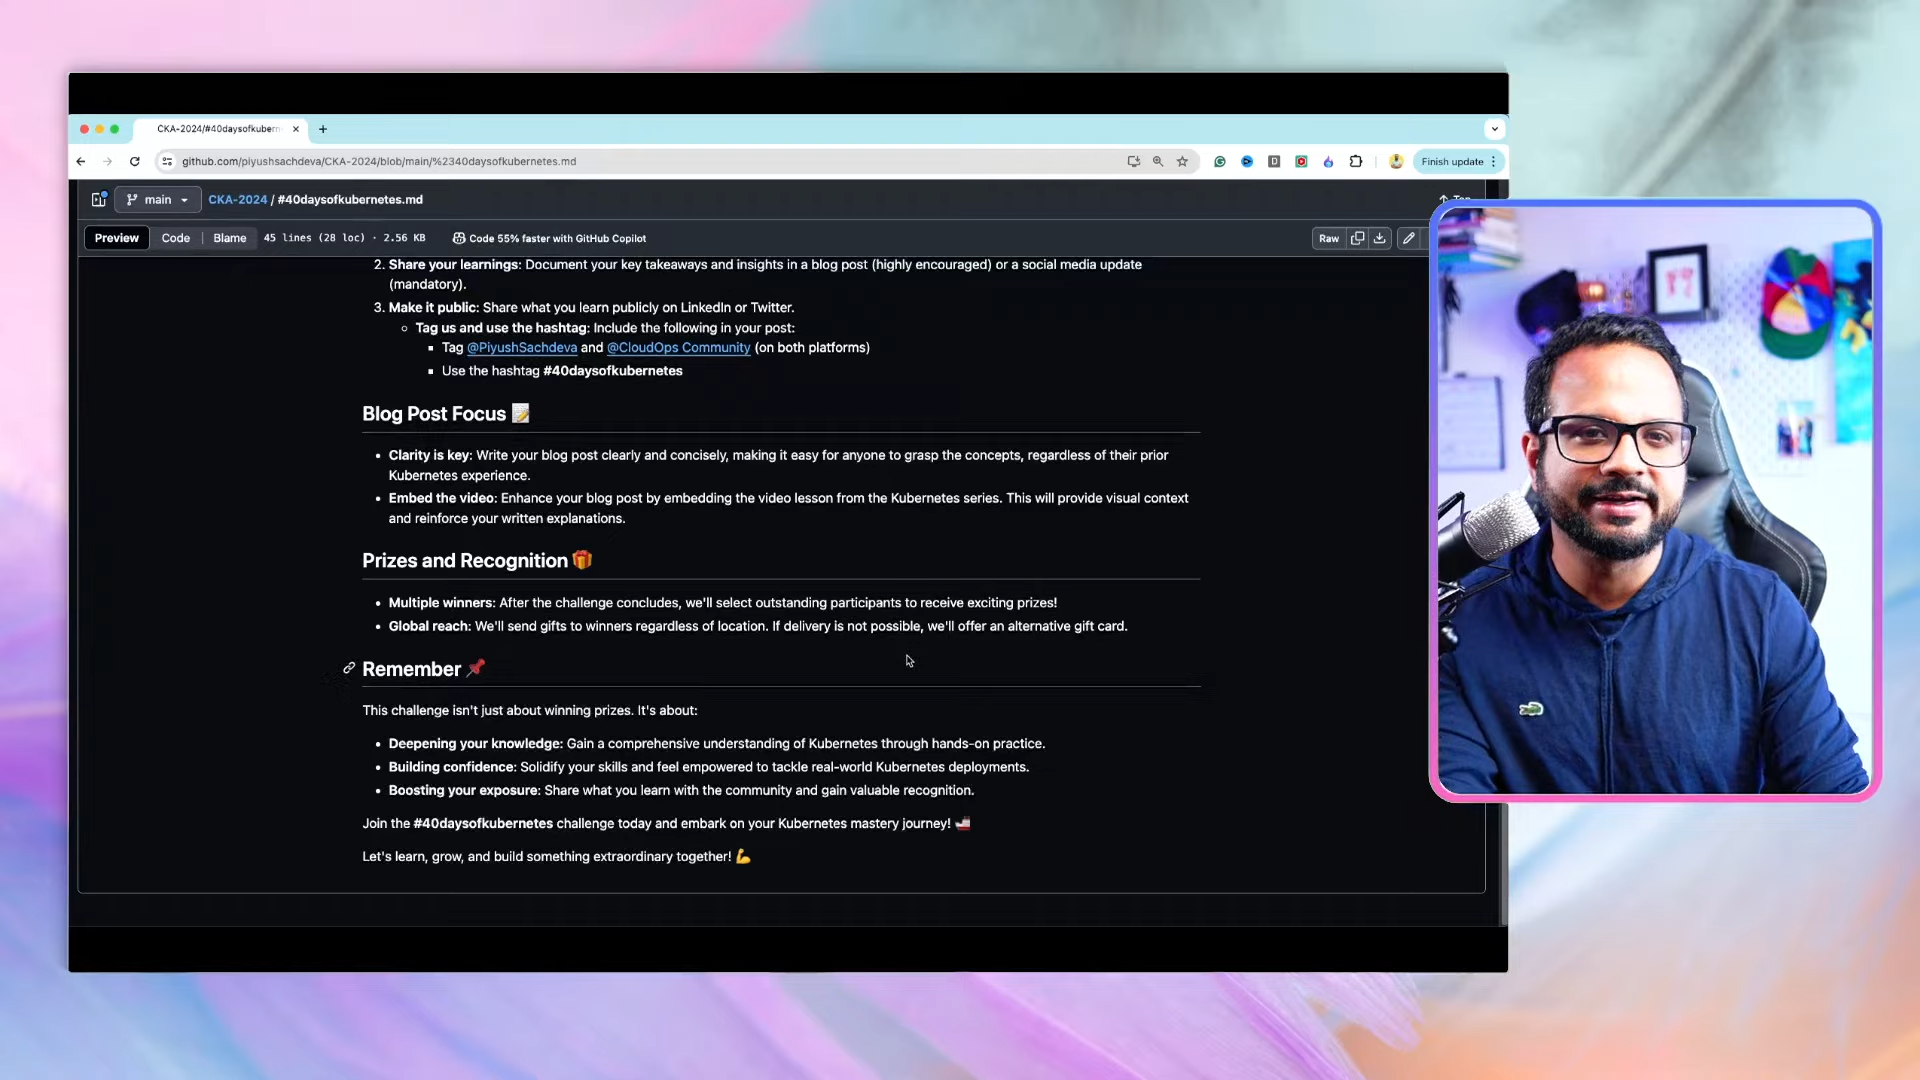 CKA-2024/#40daysofkubern
github.com/piyushsachdeva/CKA-2024/blob/main/%2340daysofkubernetes.md
Finish update
main
CKA-2024 / #40daysofkubernetes.md
Preview
Code
Blame
45 lines (28 loc) · 2.56 KB
Code 55% faster with GitHub Copilot
Raw
2. Share your learnings: Document your key takeaways and insights in a blog post (highly encouraged) or a social media update
(mandatory).
3. Make it public: Share what you learn publicly on LinkedIn or Twitter.
Tag us and use the hashtag: Include the following in your post:
Tag @PiyushSachdeva and @CloudOps Community (on both platforms)
Use the hashtag #40daysofkubernetes
Blog Post Focus 📝
Clarity is key: Write your blog post clearly and concisely, making it easy for anyone to grasp the concepts, regardless of their prior
Kubernetes experience.
Embed the video: Enhance your blog post by embedding the video lesson from the Kubernetes series. This will provide visual context
and reinforce your written explanations.
Prizes and Recognition 🎁
Multiple winners: After the challenge concludes, we'll select outstanding participants to receive exciting prizes!
Global reach: We'll send gifts to winners regardless of location. If delivery is not possible, we'll offer an alternative gift card.
Remember 📌
This challenge isn't just about winning prizes. It's about:
Deepening your knowledge: Gain a comprehensive understanding of Kubernetes through hands-on practice.
Building confidence: Solidify your skills and feel empowered to tackle real-world Kubernetes deployments.
Boosting your exposure: Share what you learn with the community and gain valuable recognition.
Join the #40daysofkubernetes challenge today and embark on your Kubernetes mastery journey! 🚢
Let's learn, grow, and build something extraordinary together! 💪